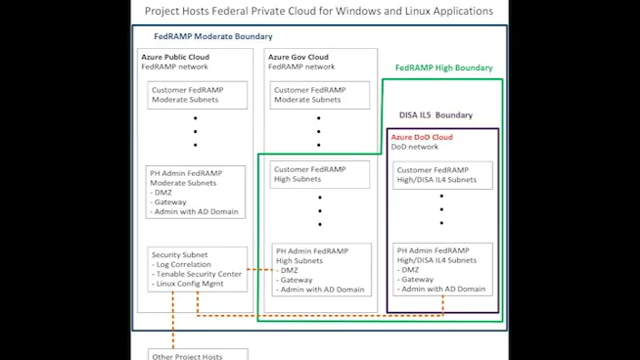 Project Hosts Federal Private Cloud for Windows and Linux Applications
FedRAMP Moderate Boundary
Azure Public Cloud
FedRAMP network
Customer FedRAMP
Moderate Subnets
PH Admin FedRAMP
Moderate Subnets
- DMZ
- Gateway
- Admin with AD Domain
Security Subnet
- Log Correlation
- Tenable Security Center
- Linux Config Mgmt
Other Project Hosts
Azure Gov Cloud
FedRAMP network
Customer FedRAMP
Moderate Subnets
Customer FedRAMP
High Subnets
PH Admin FedRAMP
High Subnets
- DMZ
- Gateway
- Admin with AD Domain
FedRAMP High Boundary
DISA IL5 Boundary
Azure DoD Cloud
DoD network
Customer FedRAMP
High/DISA IL4 Subnets
PH Admin FedRAMP
High/DISA IL4 Subnets
- DMZ
- Gateway
- Admin with AD Domain